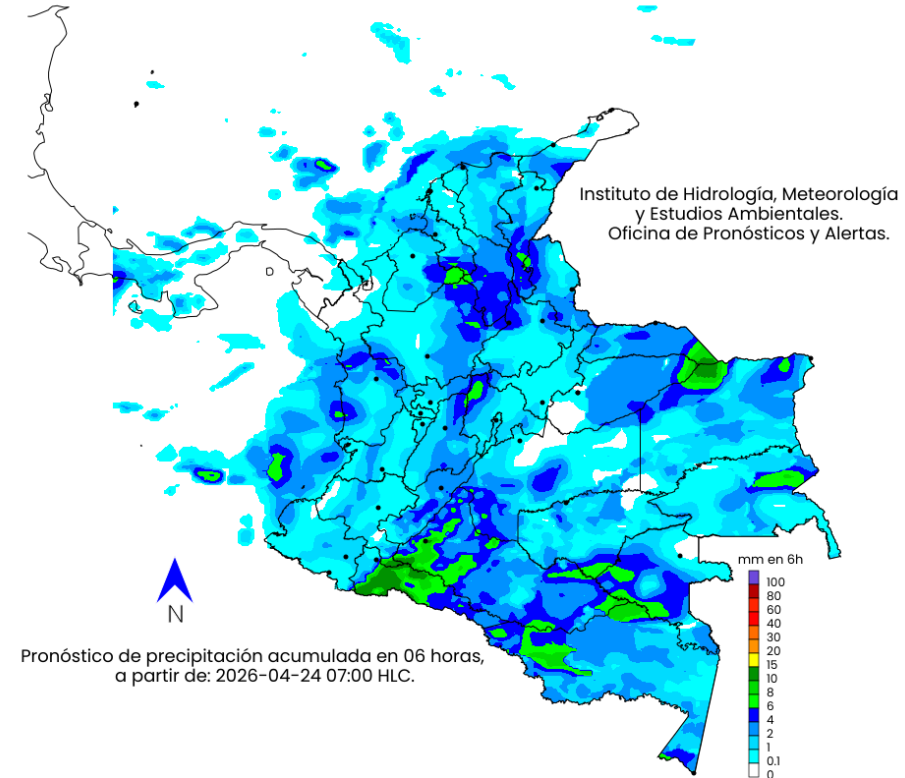 Instituto de Hidrología, Meteorología
y Estudios Ambientales.
Oficina de Pronósticos y Alertas.
mm en 6h
100
80
60
40
30
20
15
10
8
6
4
2
1
0.1
0
N
Pronóstico de precipitación acumulada en 06 horas,
a partir de: 2026-04-24 07:00 HLC.